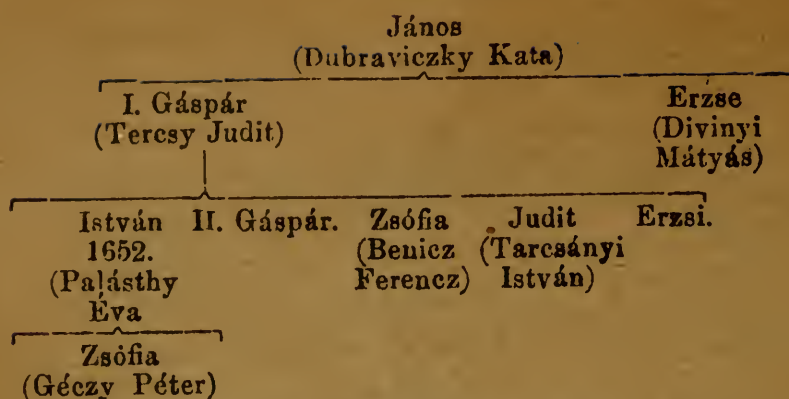 János
(Dubraviczky Kata)
I. Gáspár Erzse
(Tercsy Judit) (Divinyi
Mátyás)
István II. Gáspár. Zsófia Judit Erzsi.
1652. (Benicz (Tarcsányi
(Palásthy Ferencz) István)
Éva
Zsófia
(Géczy Péter)